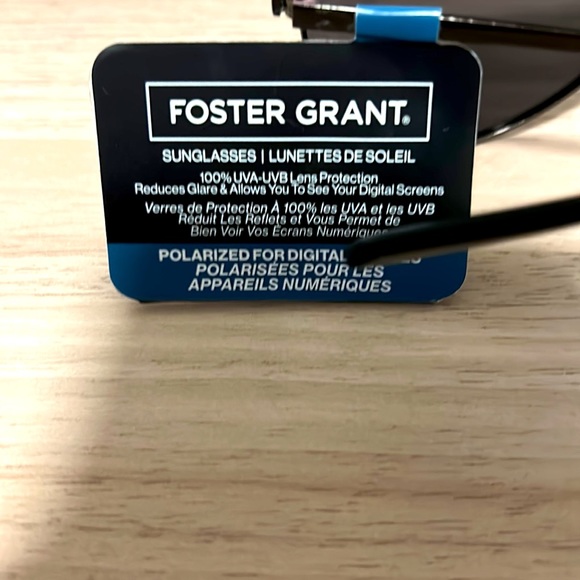 FOSTER GRANT®
SUNGLASSES | LUNETTES DE SOLEIL
100% UVA-UVB Lens Protection
Reduces Glare & Allows You To See Your Digital Screens
Verres de Protection À 100% les UVA et les UVB
Réduit Les Reflets et Vous Permet de
Bien Voir Vos Écrans Numériques
POLARIZED FOR DIGITAL
POLARISÉES POUR LES
APPAREILS NUMÉRIQUES